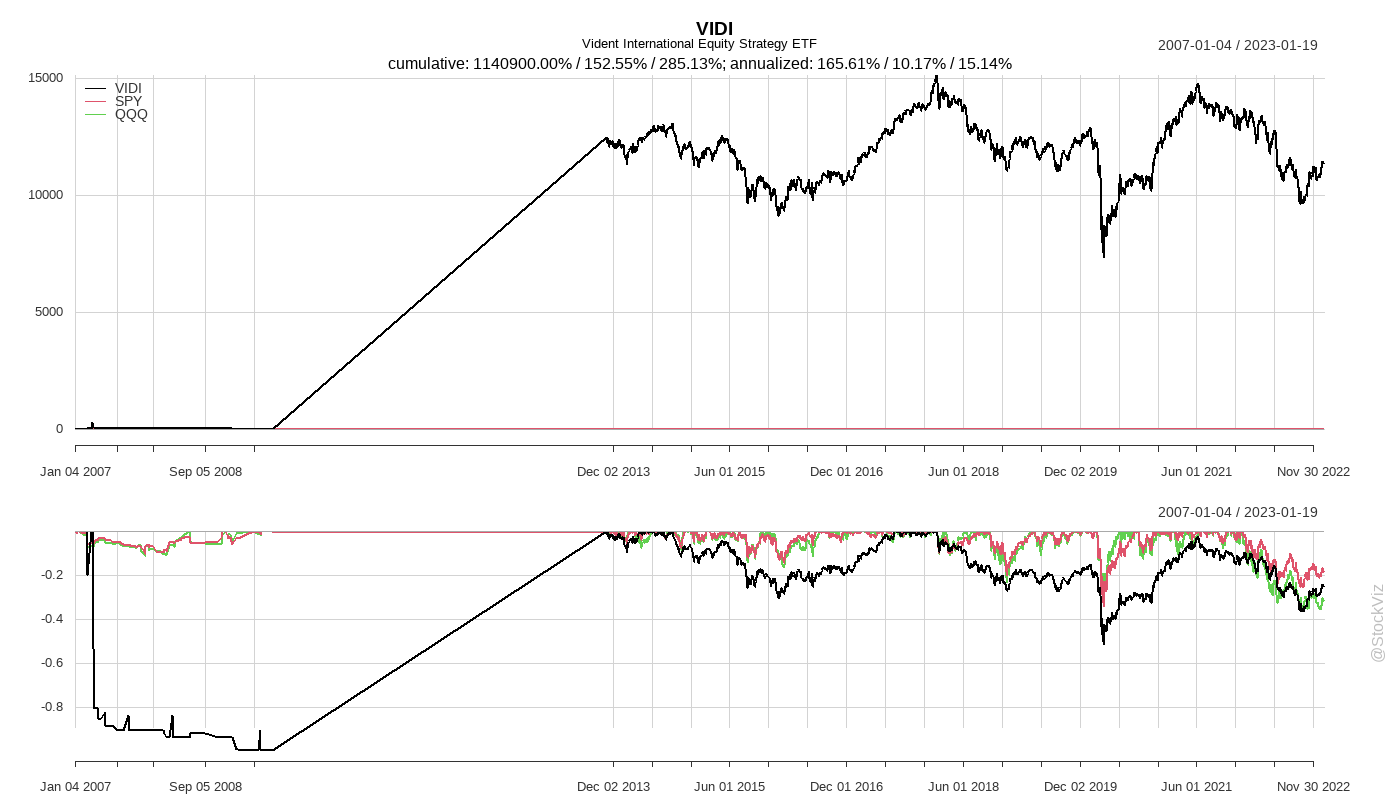 VIDI
Vident International Equity Strategy ETF
2007-01-04 / 2023-01-19
cumulative: 1140900.00% / 152.55% / 285.13%; annualized: 165.61% / 10.17% / 15.14%
15000
VIDI
SPY
QQQ
10000
5000
0
Jan 04 2007 Sep 05 2008 Dec 02 2013 Jun 01 2015 Dec 01 2016 Jun 01 2018 Dec 02 2019 Jun 01 2021 Nov 30 2022
2007-01-04 / 2023-01-19
-0.2
-0.4
-0.6
-0.8
Jan 04 2007 Sep 05 2008 Dec 02 2013 Jun 01 2015 Dec 01 2016 Jun 01 2018 Dec 02 2019 Jun 01 2021 Nov 30 2022
@StockViz